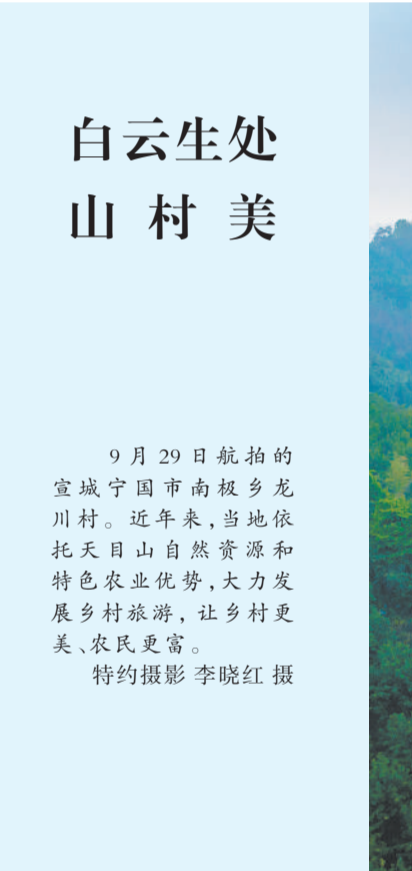 白云生处
山村美
9月29日航拍的
宣城宁国市南极乡龙
川村。近年来，当地依
托天目山自然资源和
特色农业优势，大力发
展乡村旅游，让乡村更
美、农民更富。
特约摄影 李晓红 摄